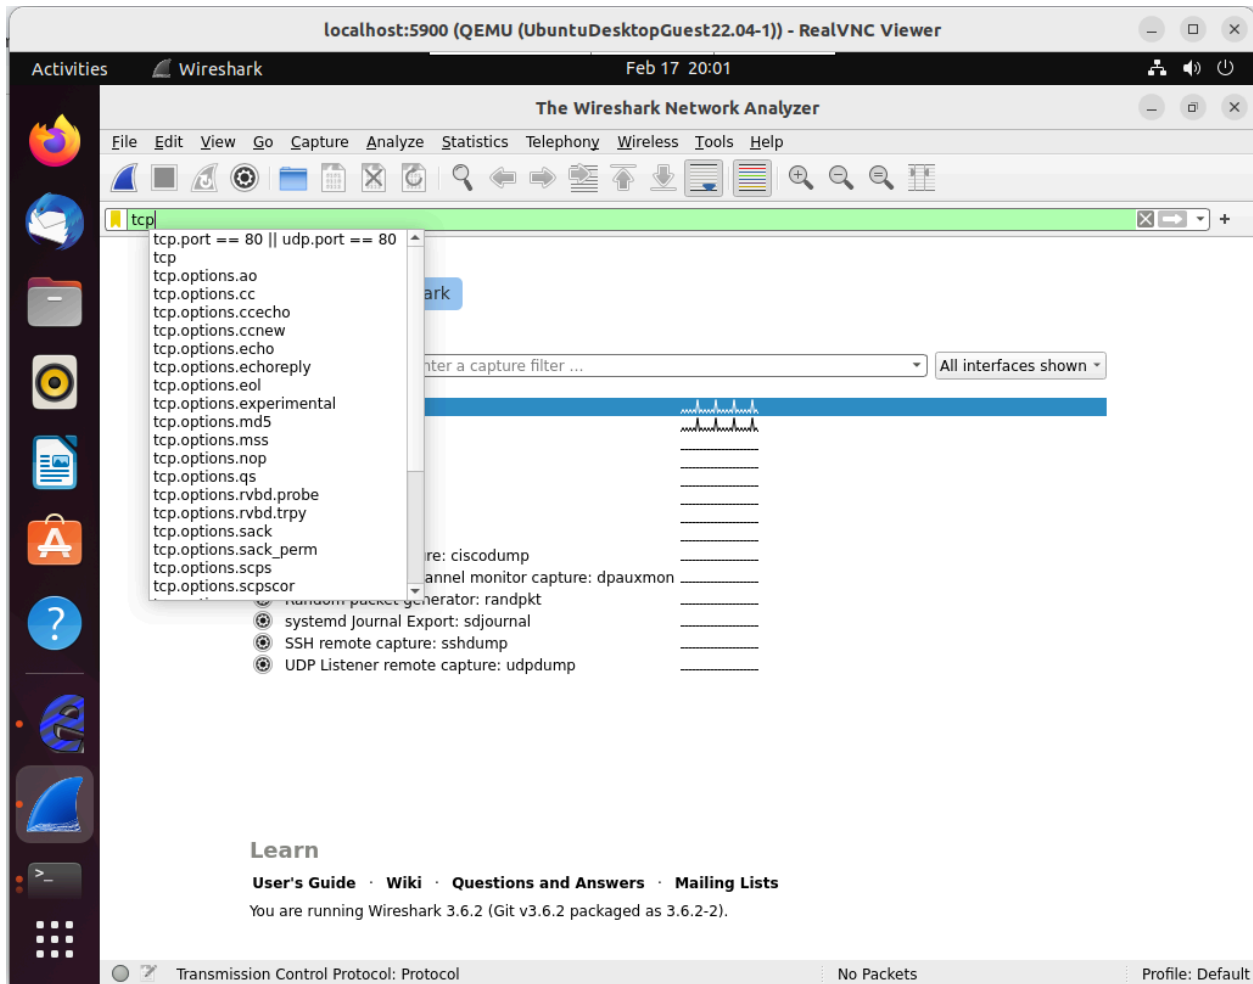 localhost:5900 (QEMU (UbuntuDesktopGuest22.04-1)) - RealVNC Viewer
Activities Wireshark Feb 17 20:01
The Wireshark Network Analyzer
File Edit View Go Capture Analyze Statistics Telephony Wireless Tools Help
tcp
tcp.port == 80 || udp.port == 80
tcp
tcp.options.ao
tcp.options.cc
ark
tcp.options.ccecho
tcp.options.ccnew
tcp.options.echo
tcp.options.echoreply
nter a capture filter ... All interfaces shown
tcp.options.eol
tcp.options.experimental
tcp.options.md5
tcp.options.mss
tcp.options.nop
tcp.options.qs
tcp.options.rvbd.probe
tcp.options.rvbd.trpy
tcp.options.sack
tcp.options.sack_perm
re: ciscodump
tcp.options.scps
annel monitor capture: dpauxmon
tcp.options.scpscor
Random packet generator: randpkt
systemd Journal Export: sdjournal
SSH remote capture: sshdump
UDP Listener remote capture: udpdump
Learn
User's Guide · Wiki · Questions and Answers · Mailing Lists
You are running Wireshark 3.6.2 (Git v3.6.2 packaged as 3.6.2-2).
Transmission Control Protocol: Protocol No Packets Profile: Default